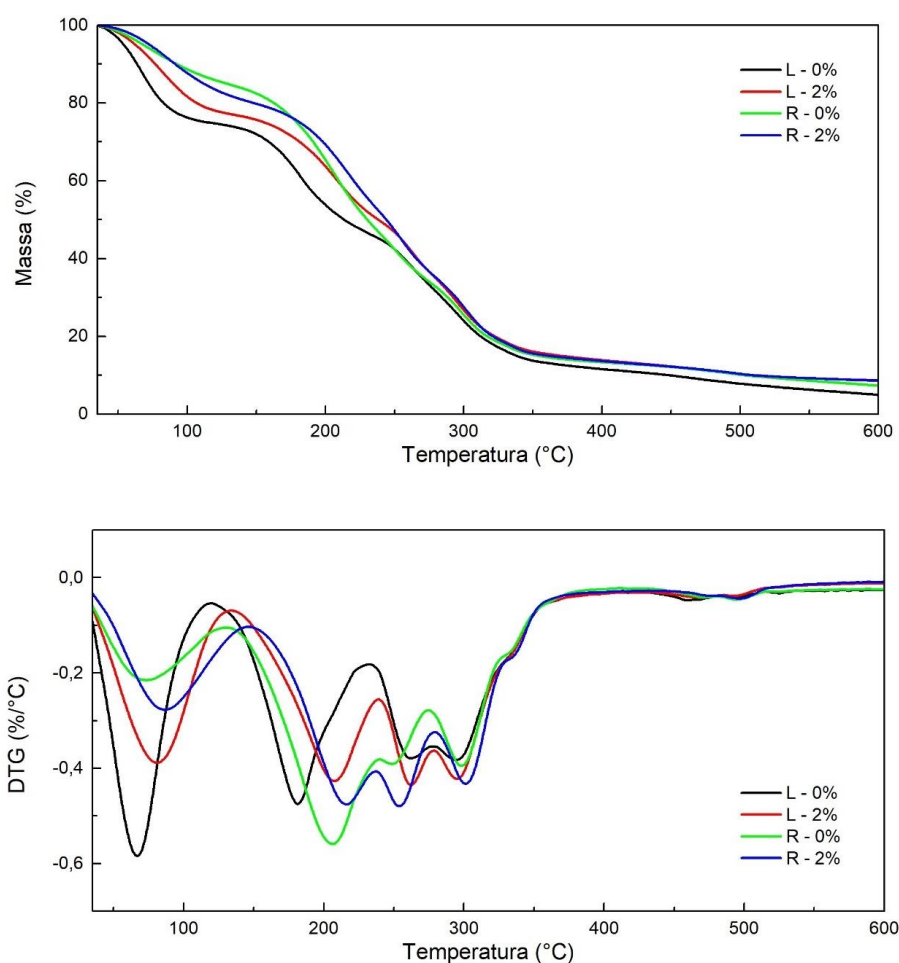 100
80
60
40
20
0
Massa (%)
L - 0%
L - 2%
R - 0%
R - 2%
100 200 300 400 500 600
Temperatura (°C)
0,0
-0,2
-0,4
-0,6
DTG (%/°C)
L - 0%
L - 2%
R - 0%
R - 2%
100 200 300 400 500 600
Temperatura (°C)